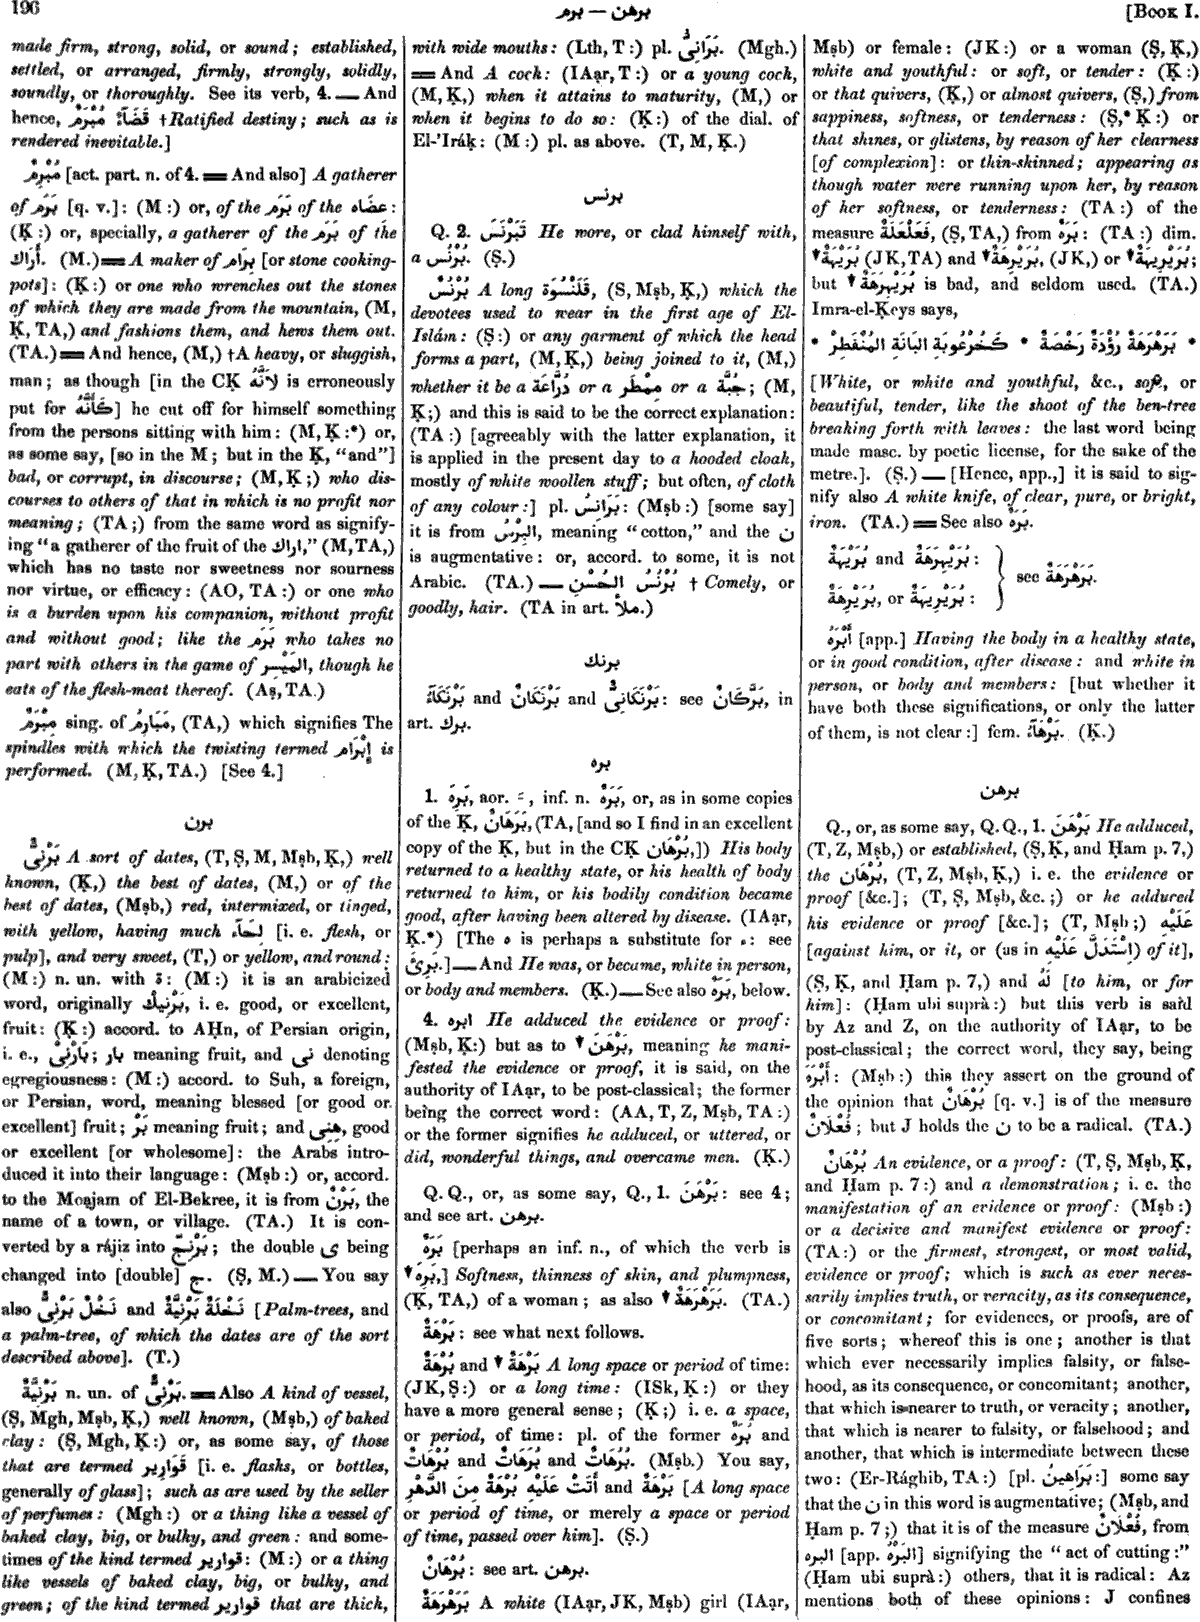 196
برهن — برم
[BOOK I.
made firm, strong, solid, or sound; established,
settled, or arranged, firmly, strongly, solidly,
soundly, or thoroughly. See its verb, 4. — And
hence, قَضَآءٌ مُبْرَمٌ †Ratified destiny; such as is
rendered inevitable.]
مُبْرِمٌ [act. part. n. of 4. ═ And also] A gatherer
of بَرَم [q. v.]: (M:) or, of the بَرَم of the عضاه:
(Ḳ:) or, specially, a gatherer of the بَرَم of the
أَرَاك. (M.) ═ A maker of بِرَام [or stone cooking-
pots]: (Ḳ:) or one who wrenches out the stones
of which they are made from the mountain, (M,
Ḳ, TA,) and fashions them, and hews them out.
(TA.) ═ And hence, (M,) †A heavy, or sluggish,
man; as though [in the CḲ لِأَنَّهُ is erroneously
put for كَأَنَّهُ] he cut off for himself something
from the persons sitting with him: (M, Ḳ:*) or,
as some say, [so in the M; but in the Ḳ, “and”]
bad, or corrupt, in discourse; (M, Ḳ;) who dis-
courses to others of that in which is no profit nor
meaning; (TA;) from the same word as signify-
ing “a gatherer of the fruit of the اراك,” (M, TA,)
which has no taste nor sweetness nor sourness
nor virtue, or efficacy: (AO, TA:) or one who
is a burden upon his companion, without profit
and without good; like the بَرَم who takes no
part with others in the game of المَيْسِر, though he
eats of the flesh-meat thereof. (Aṣ, TA.)
مِبْرَمٌ sing. of مَبَارِمُ, (TA,) which signifies The
spindles with which the twisting termed إِبْرَام is
performed. (M, Ḳ, TA.) [See 4.]
برن
بَرْنِىٌّ A sort of dates, (T, Ṣ, M, Mṣb, Ḳ,) well
known, (Ḳ,) the best of dates, (M,) or of the
best of dates, (Mṣb,) red, intermixed, or tinged,
with yellow, having much لِحَآء [i. e. flesh, or
pulp], and very sweet, (T,) or yellow, and round:
(M:) n. un. with ة: (M:) it is an arabicized
word, originally بَرْنِيك, i. e. good, or excellent,
fruit: (Ḳ:) accord. to AḤn, of Persian origin,
i. e., بَارْنِىْ; بار meaning fruit, and نى denoting
egregiousness: (M:) accord. to Suh, a foreign,
or Persian, word, meaning blessed [or good or
excellent] fruit; بَرْ meaning fruit; and هِنِى, good
or excellent [or wholesome]: the Arabs intro-
duced it into their language: (Mṣb:) or, accord.
to the Moạjam of El-Bekree, it is from بَرْنٌ, the
name of a town, or village. (TA.) It is con-
verted by a rájiz into بَرْنِجّ; the double ى being
changed into [double] ج. (Ṣ, M.) — You say
also نَخْلٌ بَرْنِىٌّ and نَخْلَةٌ بَرْنِيَّةٌ [Palm-trees, and
a palm-tree, of which the dates are of the sort
described above]. (T.)
بَرْنِيَّةٌ n. un. of بَرْنِىٌّ. ═ Also A kind of vessel,
(Ṣ, Mgh, Mṣb, Ḳ,) well known, (Mṣb,) of baked
clay: (Ṣ, Mgh, Ḳ:) or, as some say, of those
that are termed قَوَارِير [i. e. flasks, or bottles,
generally of glass]; such as are used by the seller
of perfumes: (Mgh:) or a thing like a vessel of
baked clay, big, or bulky, and green: and some-
times of the kind termed قوارير: (M:) or a thing
like vessels of baked clay, big, or bulky, and
green; of the kind termed قوارير that are thick,
with wide mouths: (Lth, T:) pl. بَرَانِىُّ. (Mgh.)
═ And A cock: (IAạr, T:) or a young cock,
(M, Ḳ,) when it attains to maturity, (M,) or
when it begins to do so: (Ḳ:) of the dial. of
El-'Iráḳ: (M:) pl. as above. (T, M, Ḳ.)
برنس
Q. 2. تَبَرْنَسَ He wore, or clad himself with,
a بُرْنُس. (Ṣ.)
بُرْنُسٌ A long قَلَنْسُوَة, (S, Mṣb, Ḳ,) which the
devotees used to wear in the first age of El-
Islám: (Ṣ:) or any garment of which the head
forms a part, (M, Ḳ,) being joined to it, (M,)
whether it be a دُرَّاعَة or a مِمْطَر or a جُبَّة; (M,
Ḳ;) and this is said to be the correct explanation:
(TA:) [agreeably with the latter explanation, it
is applied in the present day to a hooded cloak,
mostly of white woollen stuff; but often, of cloth
of any colour:] pl. بَرَانِسُ: (Mṣb:) [some say]
it is from البِرْسُ, meaning “cotton,” and the ن
is augmentative: or, accord. to some, it is not
Arabic. (TA.) — بُرْنُسُ الحُسْنِ † Comely, or
goodly, hair. (TA in art. ملأ.)
برنك
بَرْنَكَآءُ and بَرْنَكَانٌ and بَرْنَكَانِىٌّ: see بَرَّكَانٌ, in
art. برك.
بره
1. بَرِهَ, aor. ـَ, inf. n. بَرَهٌ, or, as in some copies
of the Ḳ, بَرَهَانٌ, (TA, [and so I find in an excellent
copy of the Ḳ, but in the CḲ بُرْهَان,]) His body
returned to a healthy state, or his health of body
returned to him, or his bodily condition became
good, after having been altered by disease. (IAạr,
Ḳ.*) [The ه is perhaps a substitute for ء: see
بَرِئَ.] — And He was, or became, white in person,
or body and members. (Ḳ.) — See also بَرَهٌ, below.
4. ابره He adduced the evidence or proof:
(Mṣb, Ḳ:) but as to ▼ بَرْهَنَ, meaning he mani-
fested the evidence or proof, it is said, on the
authority of IAạr, to be post-classical; the former
being the correct word: (AA, T, Z, Mṣb, TA:)
or the former signifies he adduced, or uttered, or
did, wonderful things, and overcame men. (Ḳ.)
Q. Q., or, as some say, Q., 1. بَرْهَنَ: see 4;
and see art. برهن.
بَرَهٌ [perhaps an inf. n., of which the verb is
▼ بَرِهَ,] Softness, thinness of skin, and plumpness,
(Ḳ, TA,) of a woman; as also ▼ بَرَهْرَهَةٌ. (TA.)
بَرْهَةٌ: see what next follows.
بُرْهَةٌ and ▼ بَرْهَةٌ A long space or period of time:
(JK, Ṣ:) or a long time: (ISk, Ḳ:) or they
have a more general sense; (Ḳ;) i. e. a space,
or period, of time: pl. of the former بُرَهٌ and
بُرْهَاتٌ and بُرَهَاتٌ and بُرُهَاتٌ. (Mṣb.) You say,
أَتَتْ عَلَيْهِ بُرْهَةٌ مِنَ الدَّهْرِ and بَرْهَةٌ [A long space
or period of time, or merely a space or period
of time, passed over him]. (Ṣ.)
بُرْهَانٌ: see art. برهن.
بَرَهْرَهَةٌ A white (IAạr, JK, Mṣb) girl (IAạr,
Mṣb) or female: (JK:) or a woman (Ṣ, Ḳ,)
white and youthful: or soft, or tender: (Ḳ:)
or that quivers, (Ḳ,) or almost quivers, (Ṣ,) from
sappiness, softness, or tenderness: (Ṣ,* Ḳ:) or
that shines, or glistens, by reason of her clearness
[of complexion]: or thin-skinned; appearing as
though water were running upon her, by reason
of her softness, or tenderness: (TA:) of the
measure فَعَلْعَلَةٌ, (Ṣ, TA,) from بَرَهٌ: (TA:) dim.
▼ بُرَيْهَةٌ (JK, TA) and ▼ بُرَيْرِهَةٌ, (JK,) or ▼ بُرَيْرِيهَةٌ;
but ▼ بُرَيْهِرَهَةٌ is bad, and seldom used. (TA.)
Imra-el-Ḳeys says,
* بَرَهْرَهَةٌ رُؤْدَةٌ رَخْصَةٌ * كَخُرْعُوبَةِ البَانَةِ المُنْفَطِرْ *
[White, or white and youthful, &c., soft, or
beautiful, tender, like the shoot of the ben-tree
breaking forth with leaves: the last word being
made masc. by poetic license, for the sake of the
metre.]. (Ṣ.) — [Hence, app.,] it is said to sig-
nify also A white knife, of clear, pure, or bright,
iron. (TA.) ═ See also بَرَهٌ.
بُرَيْهَةٌ and بُرَيْهِرَهَةٌ:
بُرَيْرِهَةٌ, or بُرَيْرِيهَةٌ:
see بَرَهْرَهَةٌ.
أَبْرَهُ [app.] Having the body in a healthy state,
or in good condition, after disease: and white in
person, or body and members: [but whether it
have both these significations, or only the latter
of them, is not clear:] fem. بَرْهَآءُ. (Ḳ.)
برهن
Q., or, as some say, Q. Q., 1. بَرْهَنَ He adduced,
(T, Z, Mṣb,) or established, (Ṣ, Ḳ, and Ḥam p. 7,)
the بُرْهَان, (T, Z, Mṣb, Ḳ,) i. e. the evidence or
proof [&c.]; (T, Ṣ, Mṣb, &c.;) or he adduced
his evidence or proof [&c.]; (T, Mṣb;) عَلَيْهِ
[against him, or it, or (as in اِسْتَدَلَّ عَلَيْهِ) of it],
(Ṣ, Ḳ, and Ḥam p. 7,) and لَهُ [to him, or for
him]: (Ḥam ubi suprà:) but this verb is said
by Az and Z, on the authority of IAạr, to be
post-classical; the correct word, they say, being
أَبْرَهَ: (Mṣb:) this they assert on the ground of
the opinion that بُرْهَانٌ [q. v.] is of the measure
فُعْلَانٌ; but J holds the ن to be a radical. (TA.)
بُرْهَانٌ An evidence, or a proof: (T, Ṣ, Mṣb, Ḳ,
and Ḥam p. 7:) and a demonstration; i. e. the
manifestation of an evidence or proof: (Mṣb:)
or a decisive and manifest evidence or proof:
(TA:) or the firmest, strongest, or most valid,
evidence or proof; which is such as ever neces-
sarily implies truth, or veracity, as its consequence,
or concomitant; for evidences, or proofs, are of
five sorts; whereof this is one; another is that
which ever necessarily implies falsity, or false-
hood, as its consequence, or concomitant; another,
that which is nearer to truth, or veracity; another,
that which is nearer to falsity, or falsehood; and
another, that which is intermediate between these
two: (Er-Rághib, TA:) [pl. بَرَاهِينُ:] some say
that the ن in this word is augmentative; (Mṣb, and
Ḥam p. 7;) that it is of the measure فُعْلَانٌ, from
البره [app. البَرْهُ] signifying the “act of cutting:”
(Ḥam ubi suprà:) others, that it is radical: Az
mentions both of these opinions: J confines